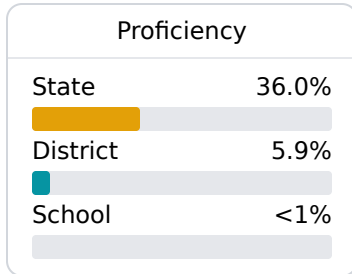 Proficiency
State 36.0%
District 5.9%
School <1%